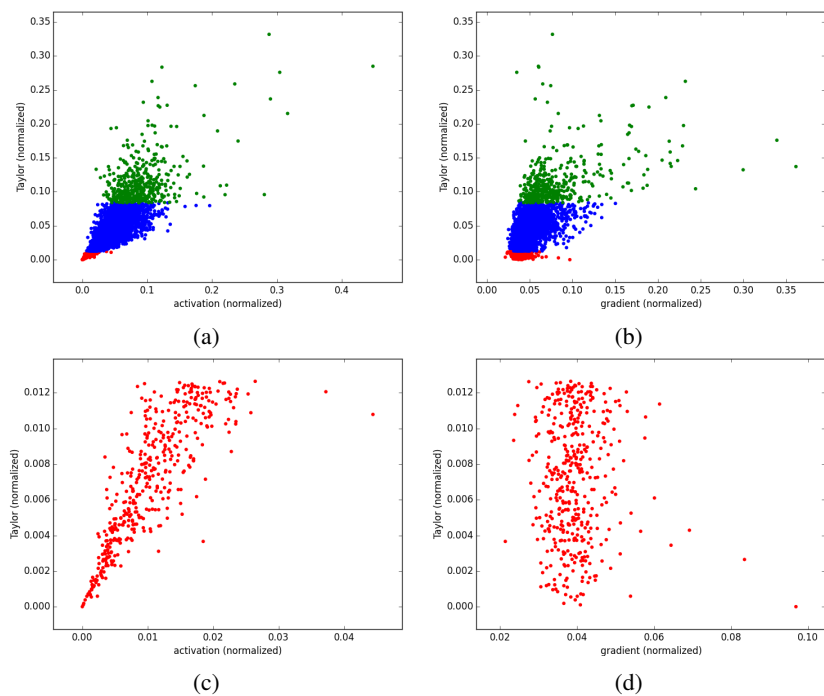 Taylor (normalized)
0.35
0.30
0.25
0.20
0.15
0.10
0.05
0.00
0.0 0.1 0.2 0.3 0.4
activation (normalized)
(a)
Taylor (normalized)
0.35
0.30
0.25
0.20
0.15
0.10
0.05
0.00
0.00 0.05 0.10 0.15 0.20 0.25 0.30 0.35
gradient (normalized)
(b)
Taylor (normalized)
0.012
0.010
0.008
0.006
0.004
0.002
0.000
0.00 0.01 0.02 0.03 0.04
activation (normalized)
(c)
Taylor (normalized)
0.012
0.010
0.008
0.006
0.004
0.002
0.000
0.02 0.04 0.06 0.08 0.10
gradient (normalized)
(d)